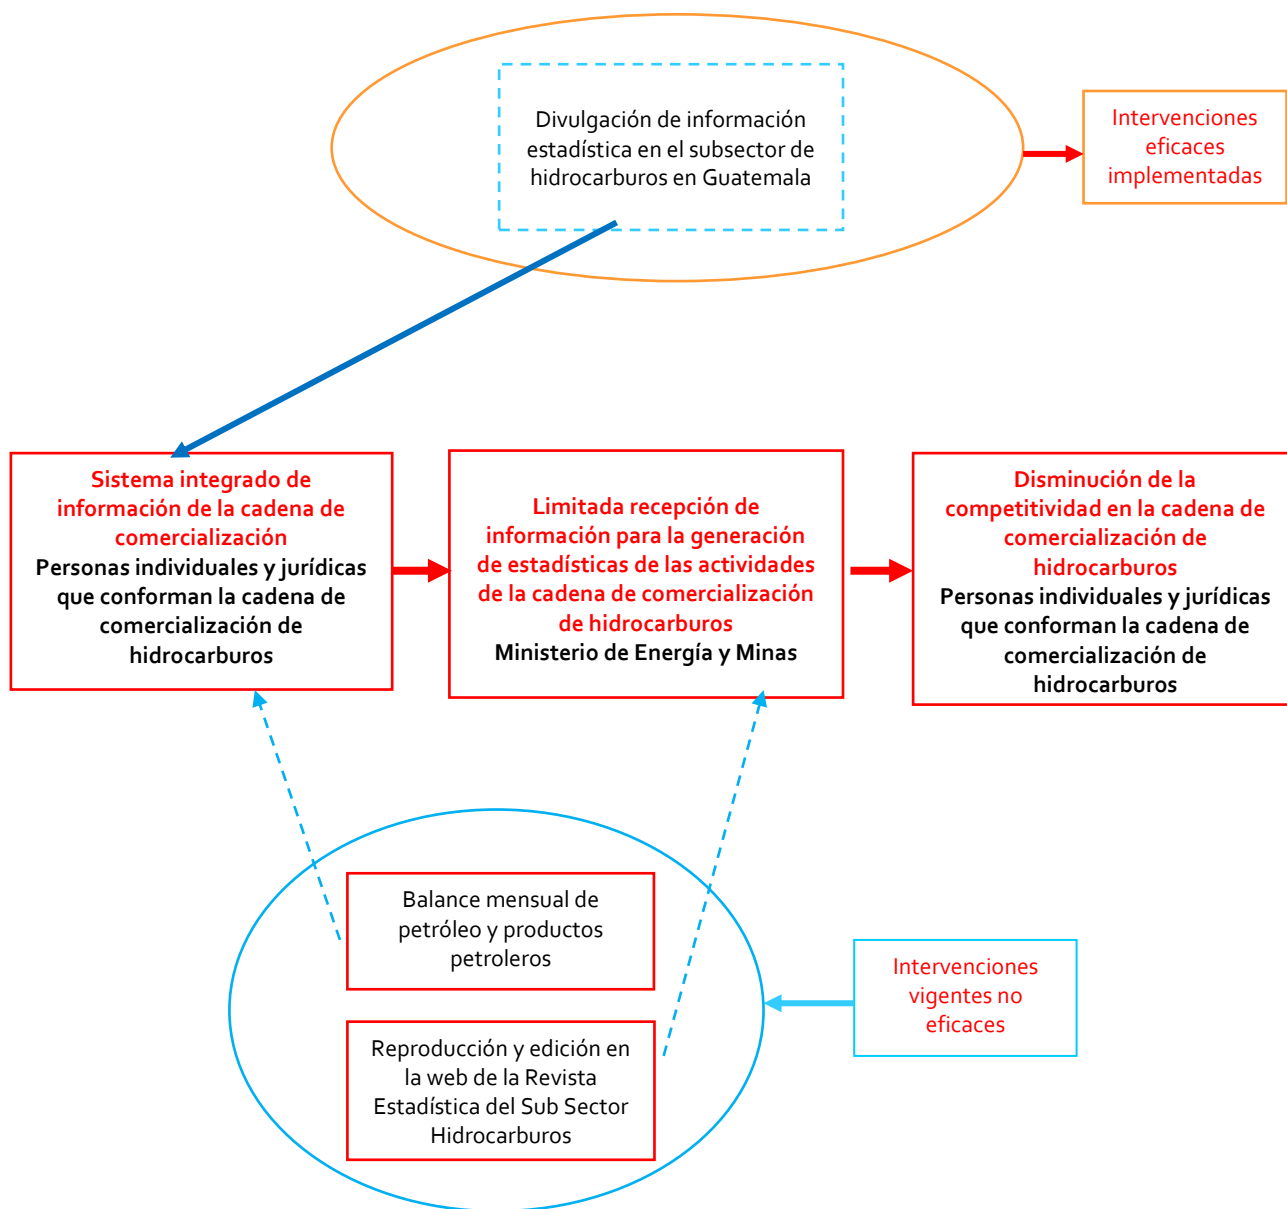 Divulgación de información
estadística en el subsector de
hidrocarburos en Guatemala
Intervenciones
eficaces
implementadas
Sistema integrado de
información de la cadena de
comercialización
Personas individuales y jurídicas
que conforman la cadena de
comercialización de
hidrocarburos
Limitada recepción de
información para la generación
de estadísticas de las actividades
de la cadena de comercialización
de hidrocarburos
Ministerio de Energía y Minas
Disminución de la
competitividad en la cadena de
comercialización de
hidrocarburos
Personas individuales y jurídicas
que conforman la cadena de
comercialización de
hidrocarburos
Balance mensual de
petróleo y productos
petroleros
Intervenciones
vigentes no
eficaces
Reproducción y edición en
la web de la Revista
Estadística del Sub Sector
Hidrocarburos